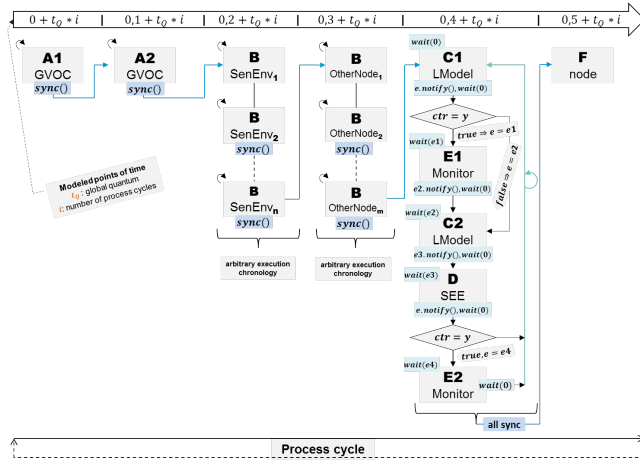 0 + t_Q * i
0,1 + t_Q * i
0,2 + t_Q * i
0,3 + t_Q * i
0,4 + t_Q * i
0,5 + t_Q * i
A1
GVOC
sync()
A2
GVOC
sync()
B
SenEnv1
B
SenEnv2
sync()
B
SenEnvn
sync()
arbitrary execution
chronology
B
OtherNode1
B
OtherNode2
sync()
B
OtherNodem
sync()
arbitrary execution
chronology
wait(0)
C1
LModel
e.notify(),wait(0)
ctr = y
true ⇒ e = e1
false ⇒ e = e2
wait(e1)
E1
Monitor
e2.notify(),wait(0)
wait(e2)
C2
LModel
e3.notify(),wait(0)
wait(e3)
D
SEE
e.notify(),wait(0)
ctr = y
true,e = e4
wait(e4)
E2
Monitor
wait(0)
all sync
F
node
Modeled points of time
t_Q : global quantum
i: number of process cycles
Process cycle